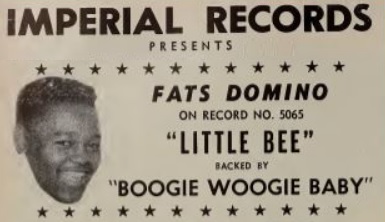 IMPERIAL RECORDS
PRESENTS
FATS DOMINO
ON RECORD NO. 5065
"LITTLE BEE"
BACKED BY
"BOOGIE WOOGIE BABY"